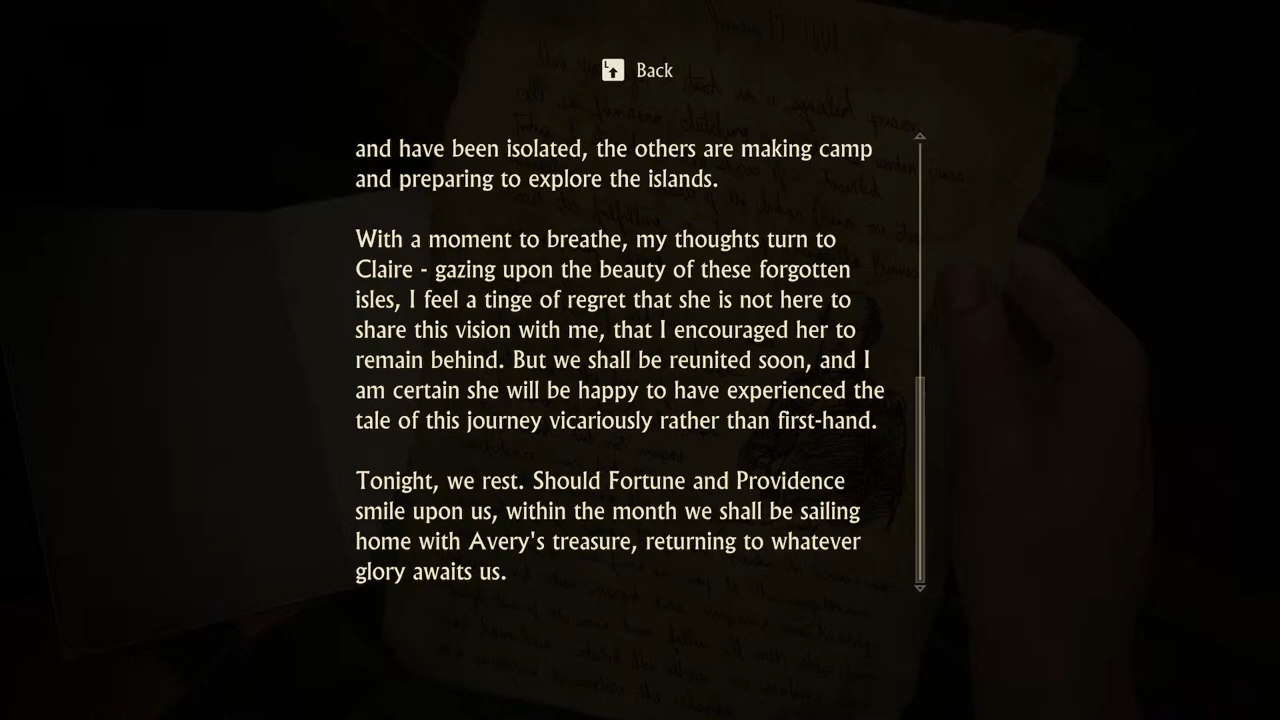 Back
and have been isolated, the others are making camp
and preparing to explore the islands.
With a moment to breathe, my thoughts turn to
Claire - gazing upon the beauty of these forgotten
isles, I feel a tinge of regret that she is not here to
share this vision with me, that I encouraged her to
remain behind. But we shall be reunited soon, and I
am certain she will be happy to have experienced the
tale of this journey vicariously rather than first-hand.
Tonight, we rest. Should Fortune and Providence
smile upon us, within the month we shall be sailing
home with Avery's treasure, returning to whatever
glory awaits us.